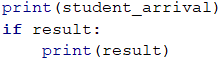 print(student_arrival)
if result:
    print(result)